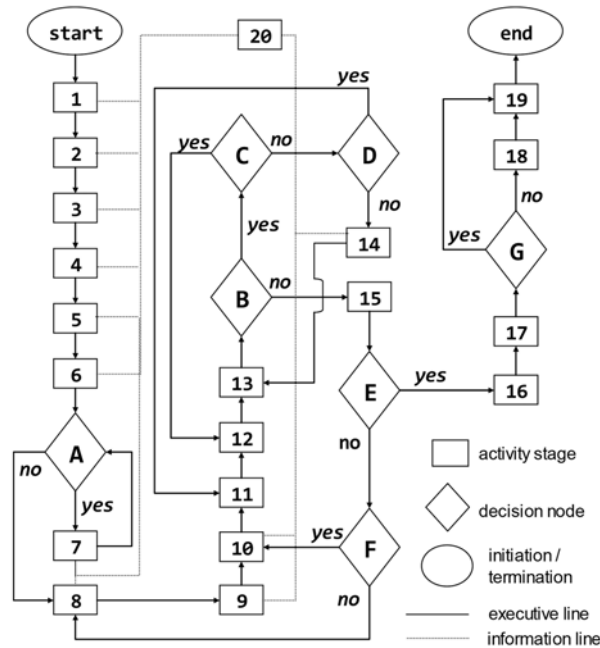 start
20
end
1
yes
19
2
yes
C
no
D
18
3
no
no
4
yes
14
yes
G
B
no
15
5
17
6
13
E
yes
16
A
12
no
no
yes
11
activity stage
7
10
yes
F
decision node
8
9
no
initiation /
termination
executive line
information line